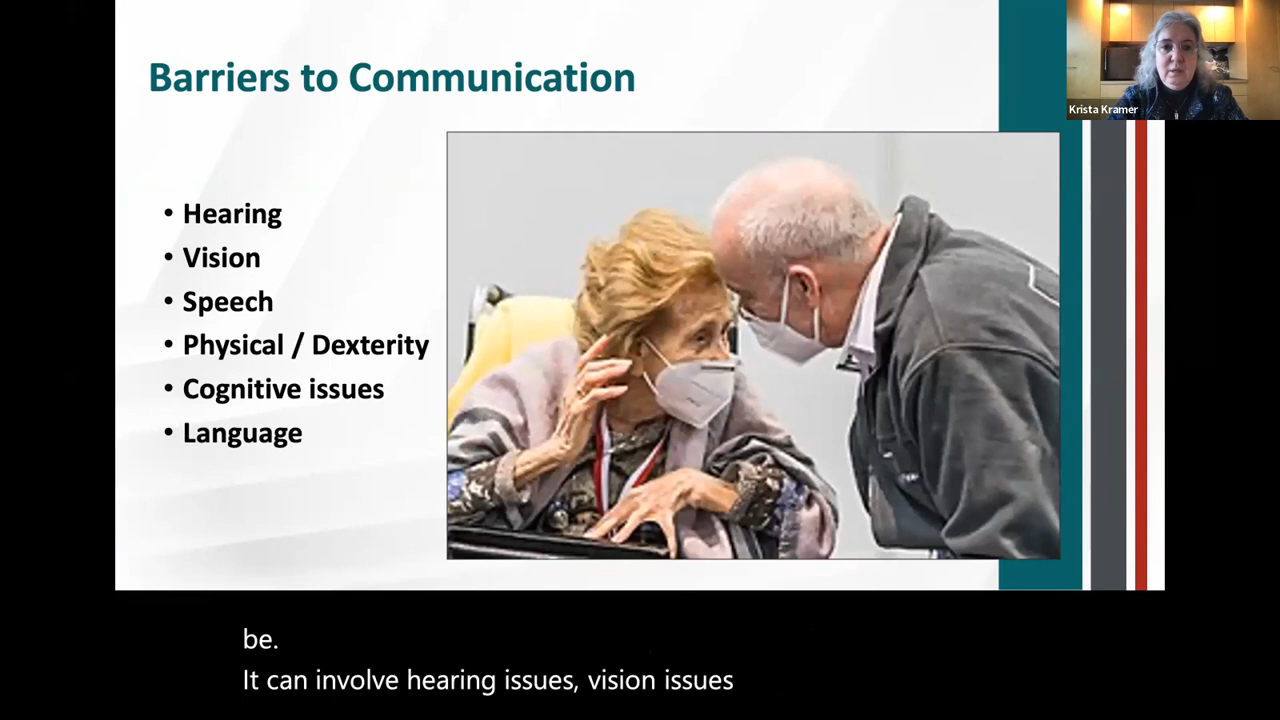 Barriers to Communication
Krista Kramer
• Hearing
• Vision
• Speech
• Physical / Dexterity
• Cognitive issues
• Language
be.
It can involve hearing issues, vision issues